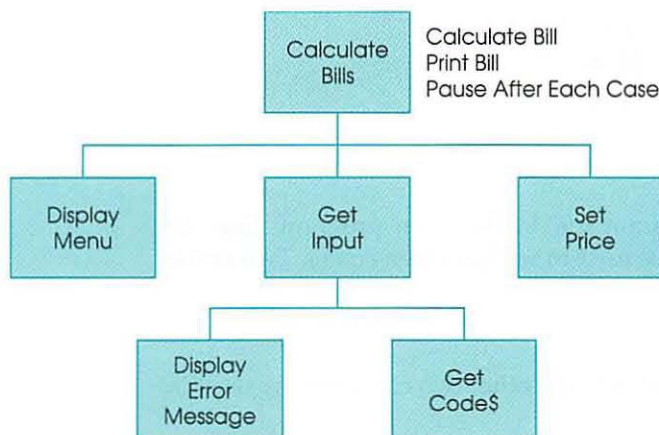 Calculate
Bills
Calculate Bill
Print Bill
Pause After Each Case
Display
Menu
Get
Input
Set
Price
Display
Error
Message
Get
Code$